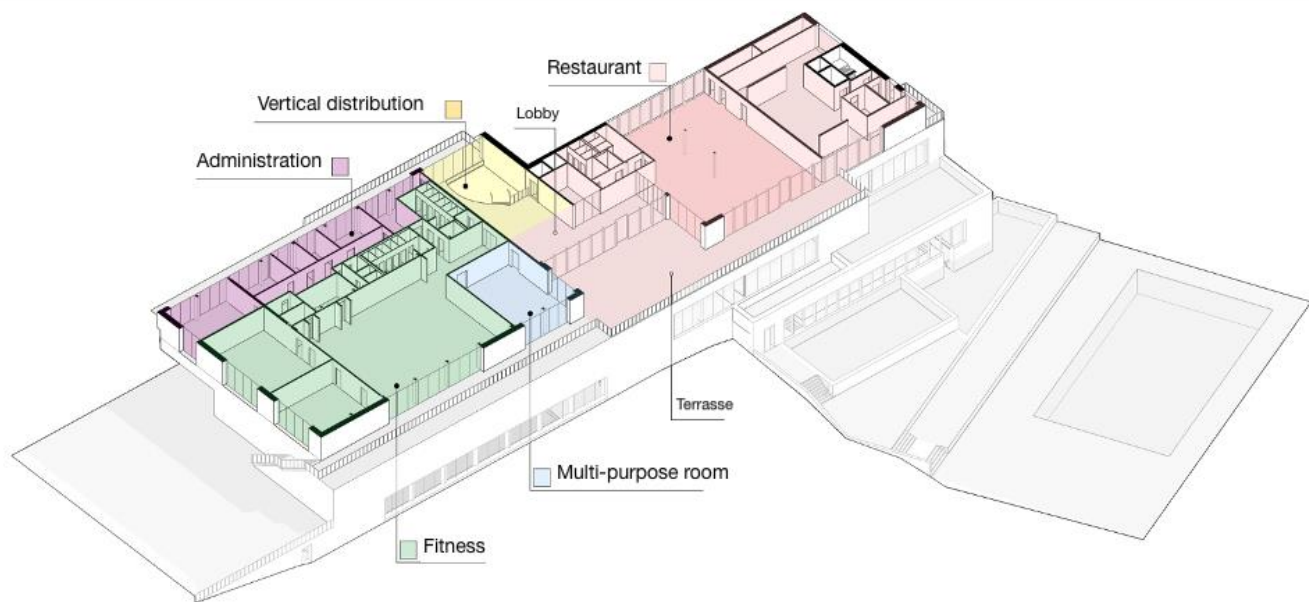 Restaurant
Vertical distribution
Lobby
Administration
Terrasse
Multi-purpose room
Fitness